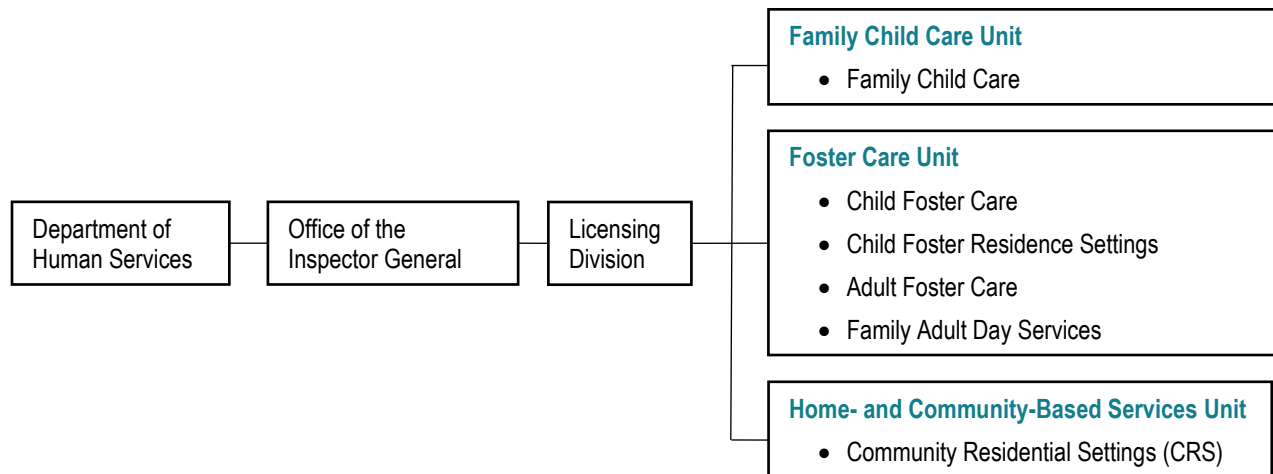 Family Child Care Unit
• Family Child Care
Foster Care Unit
• Child Foster Care
• Child Foster Residence Settings
• Adult Foster Care
• Family Adult Day Services
Department of
Human Services
Office of the
Inspector General
Licensing
Division
Home- and Community-Based Services Unit
• Community Residential Settings (CRS)